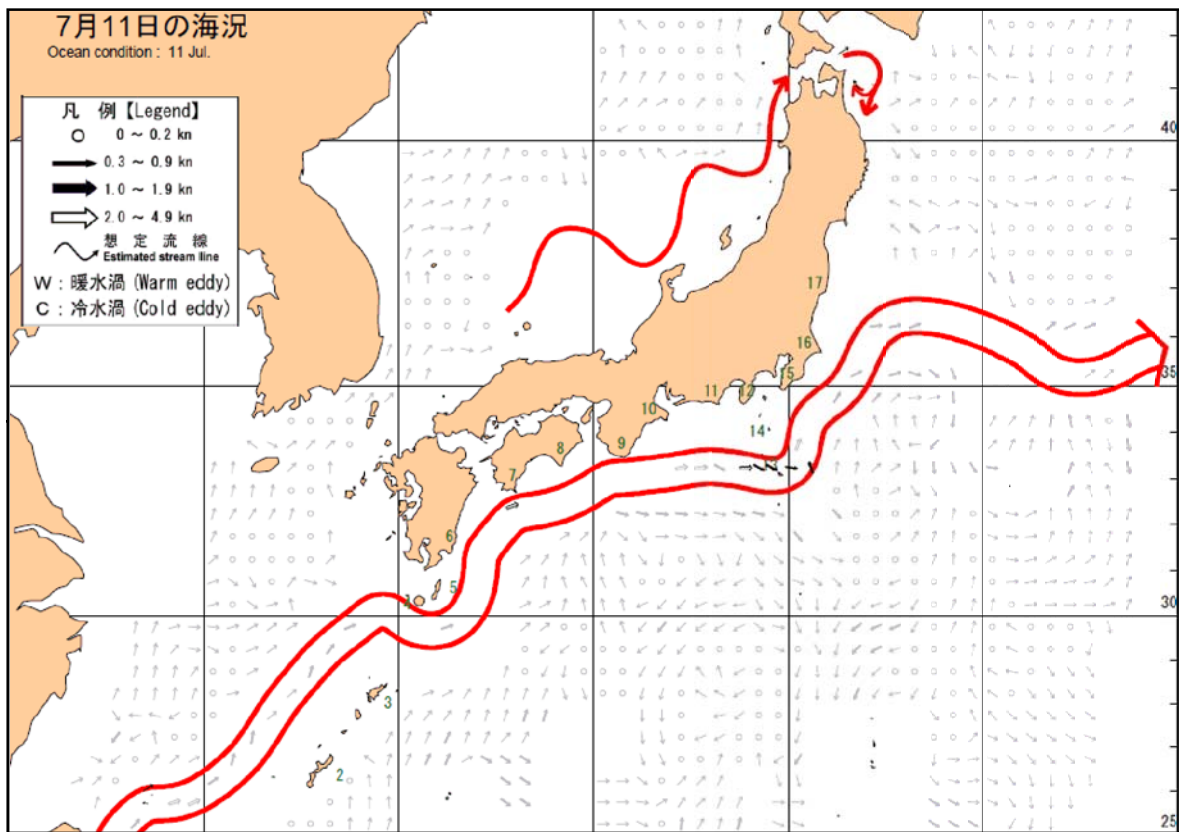 7月11日の海況
Ocean condition : 11 Jul.
凡 例【Legend】
0 ~ 0.2 kn
0.3 ~ 0.9 kn
1.0 ~ 1.9 kn
2.0 ~ 4.9 kn
想 定 流 線
Estimated stream line
W : 暖水渦 (Warm eddy)
C : 冷水渦 (Cold eddy)
40
17
16
35
15
12
11
10
14
9
8
7
6
5
30
3
2
25